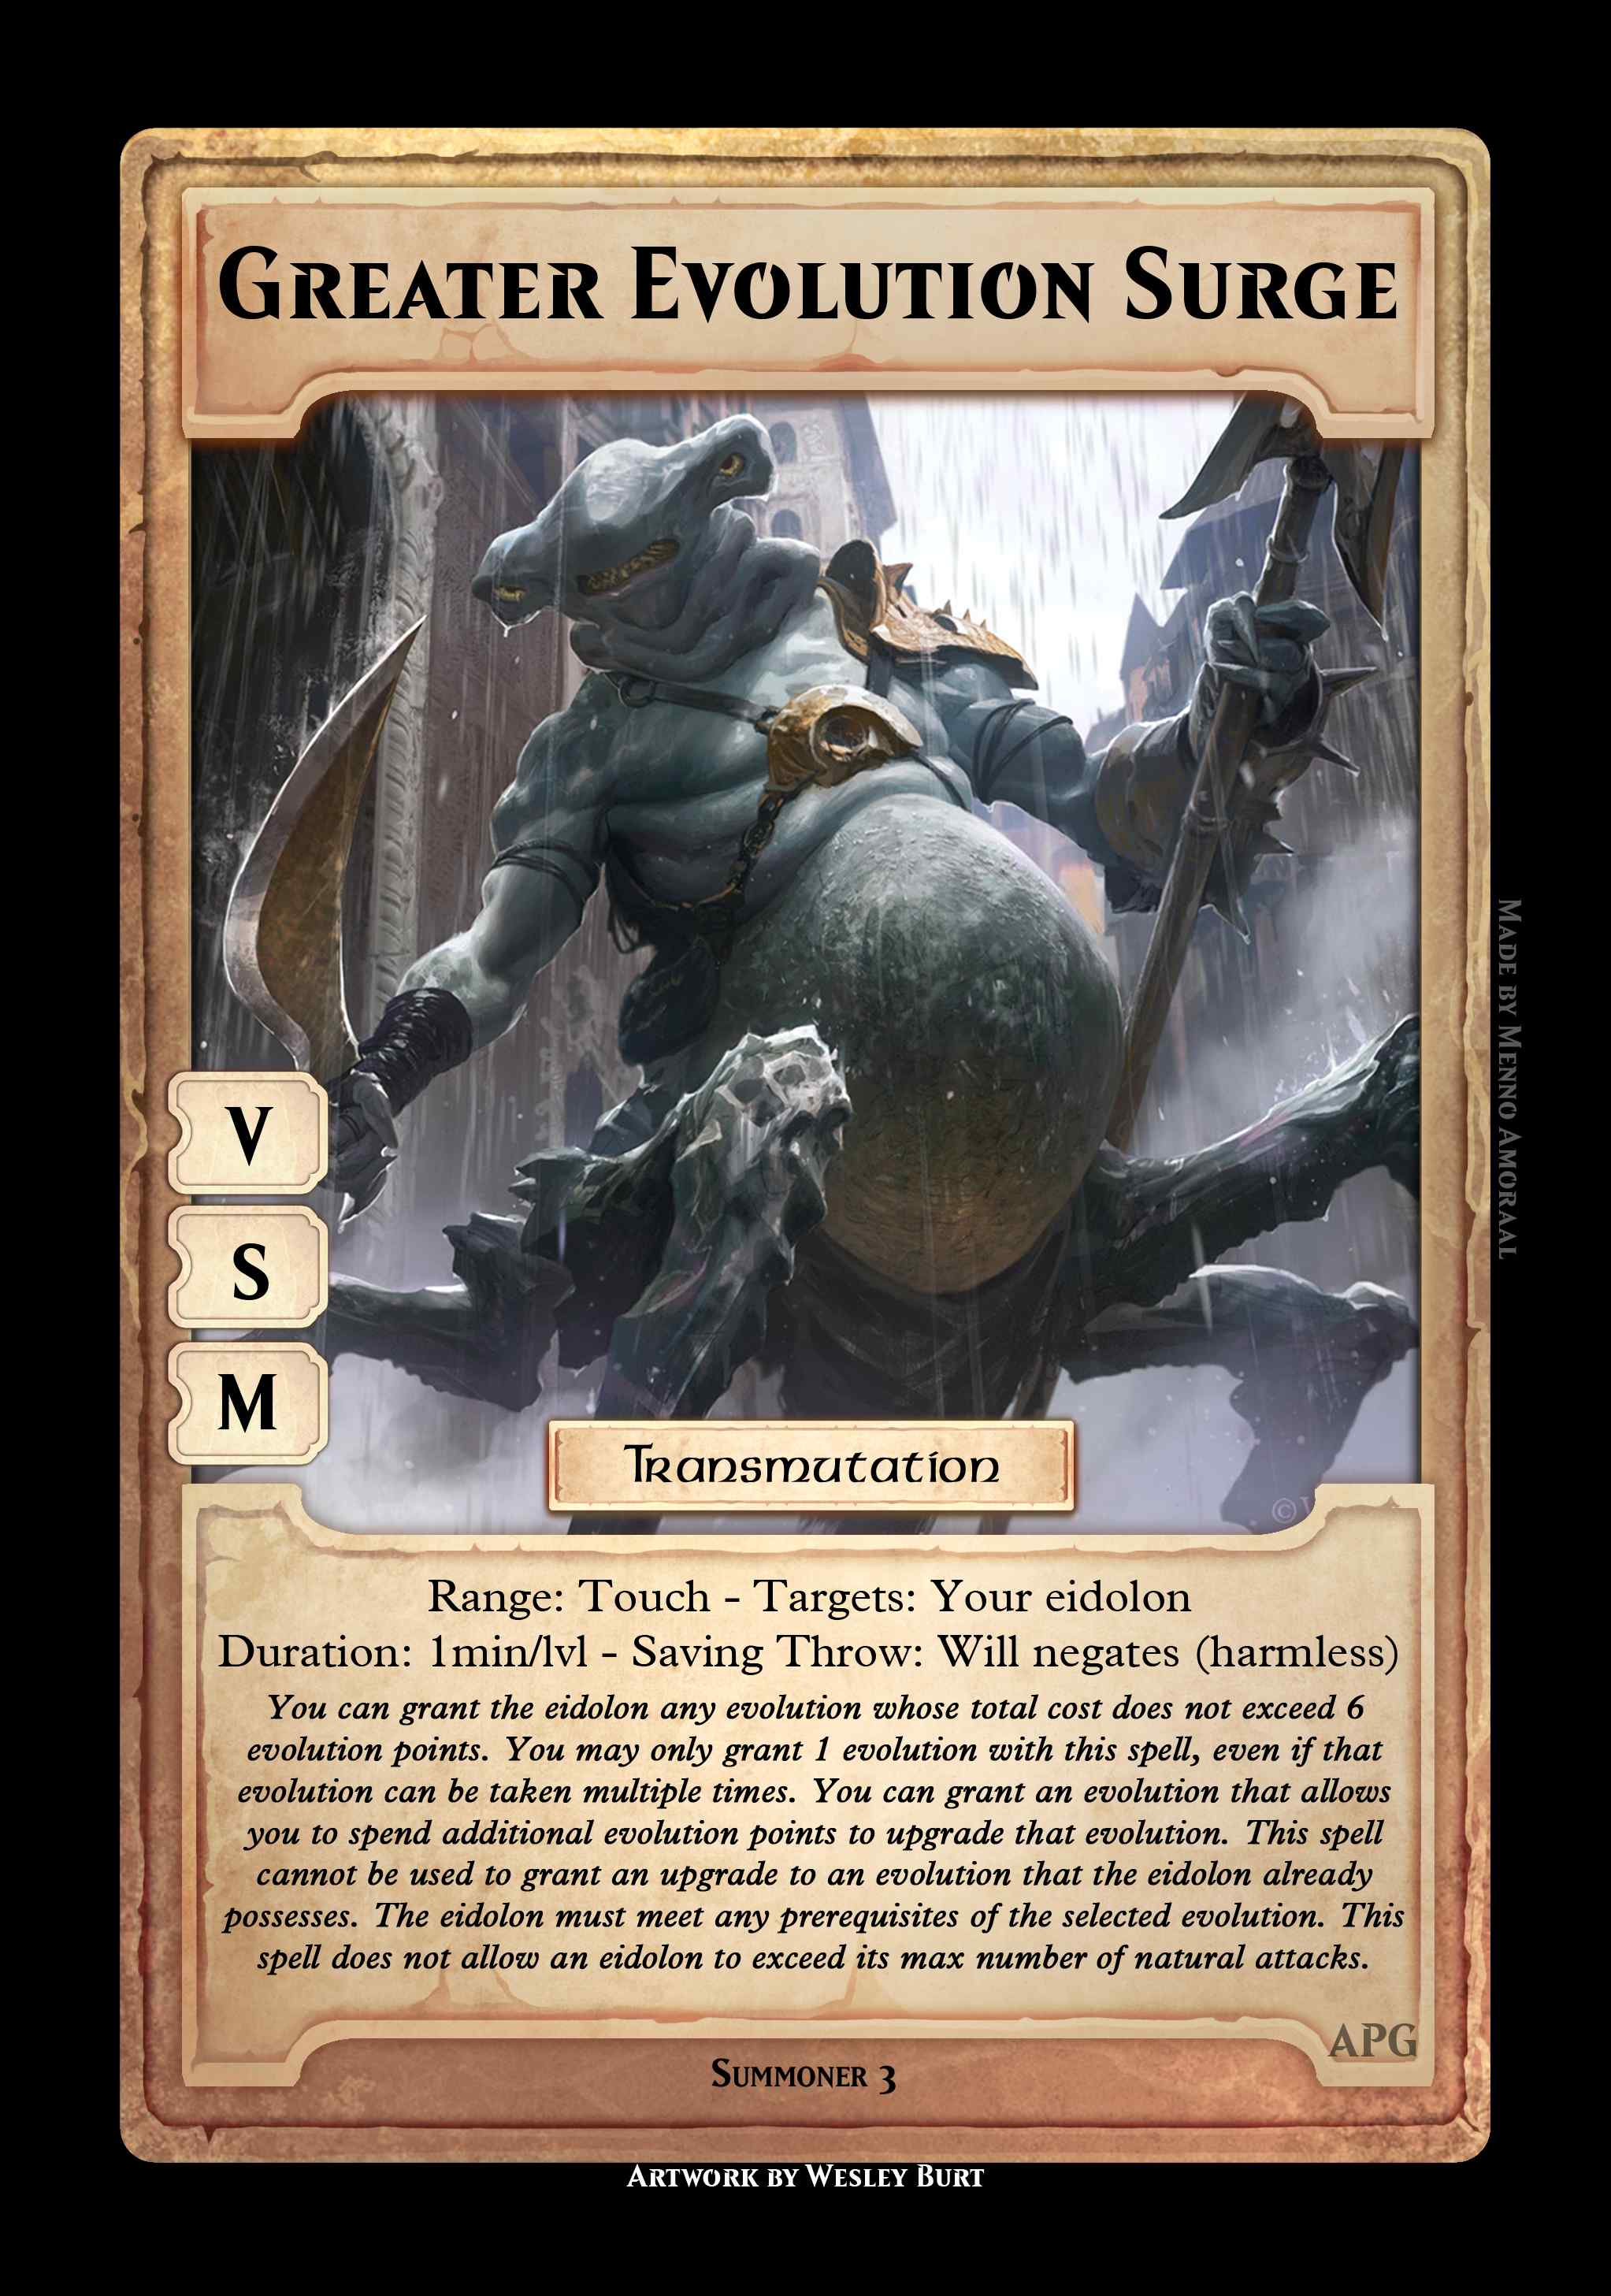 Greater Evolution Surge
V
S
M
Transmutation
©
Range: Touch - Targets: Your eidolon
Duration: 1min/lvl - Saving Throw: Will negates (harmless)
You can grant the eidolon any evolution whose total cost does not exceed 6
evolution points. You may only grant 1 evolution with this spell, even if that
evolution can be taken multiple times. You can grant an evolution that allows
you to spend additional evolution points to upgrade that evolution. This spell
cannot be used to grant an upgrade to an evolution that the eidolon already
possesses. The eidolon must meet any prerequisites of the selected evolution. This
spell does not allow an eidolon to exceed its max number of natural attacks.
APG
Summoner 3
Artwork by Wesley Burt
Made by Menno Amoraal